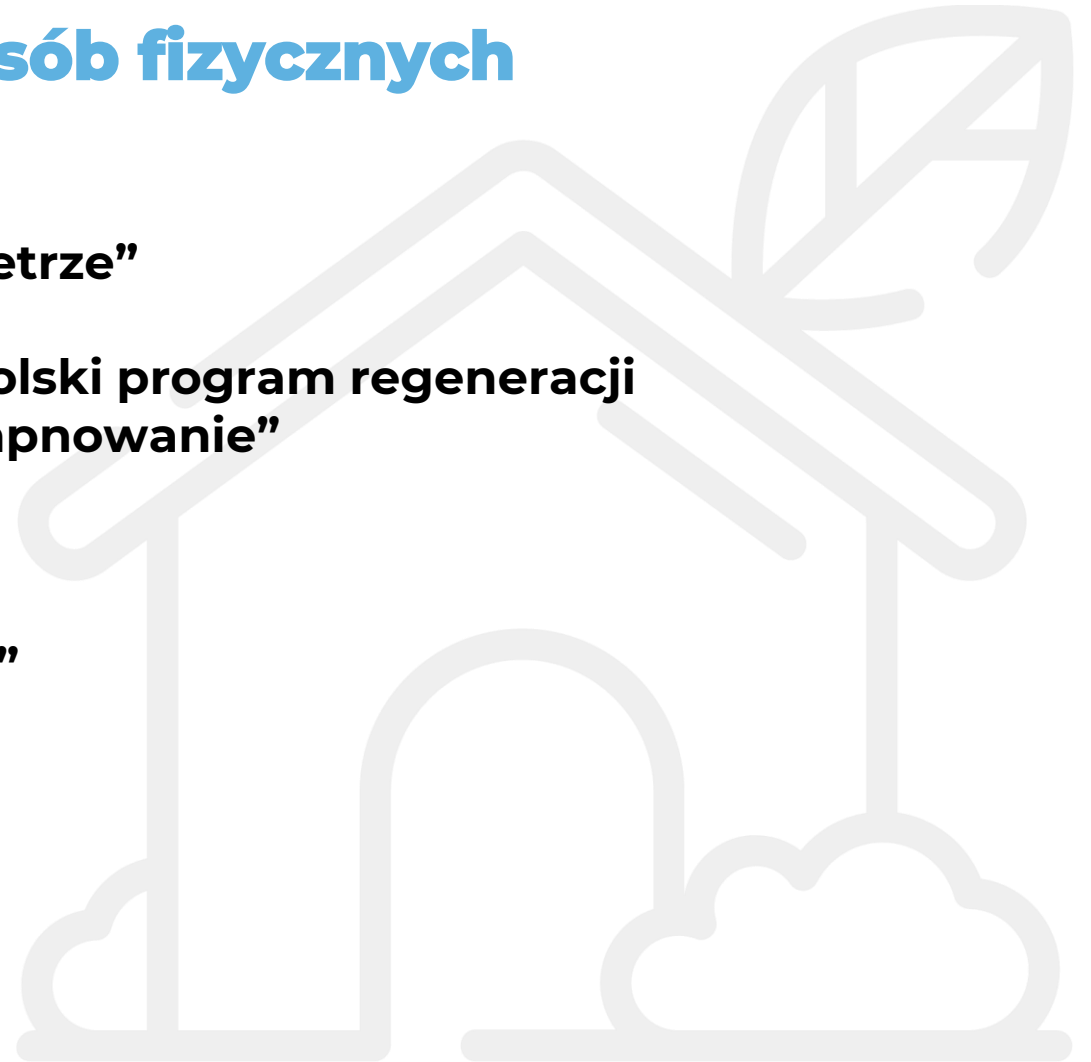 sób fizycznych
etrze”
olski program regeneracji
apnowanie”
”